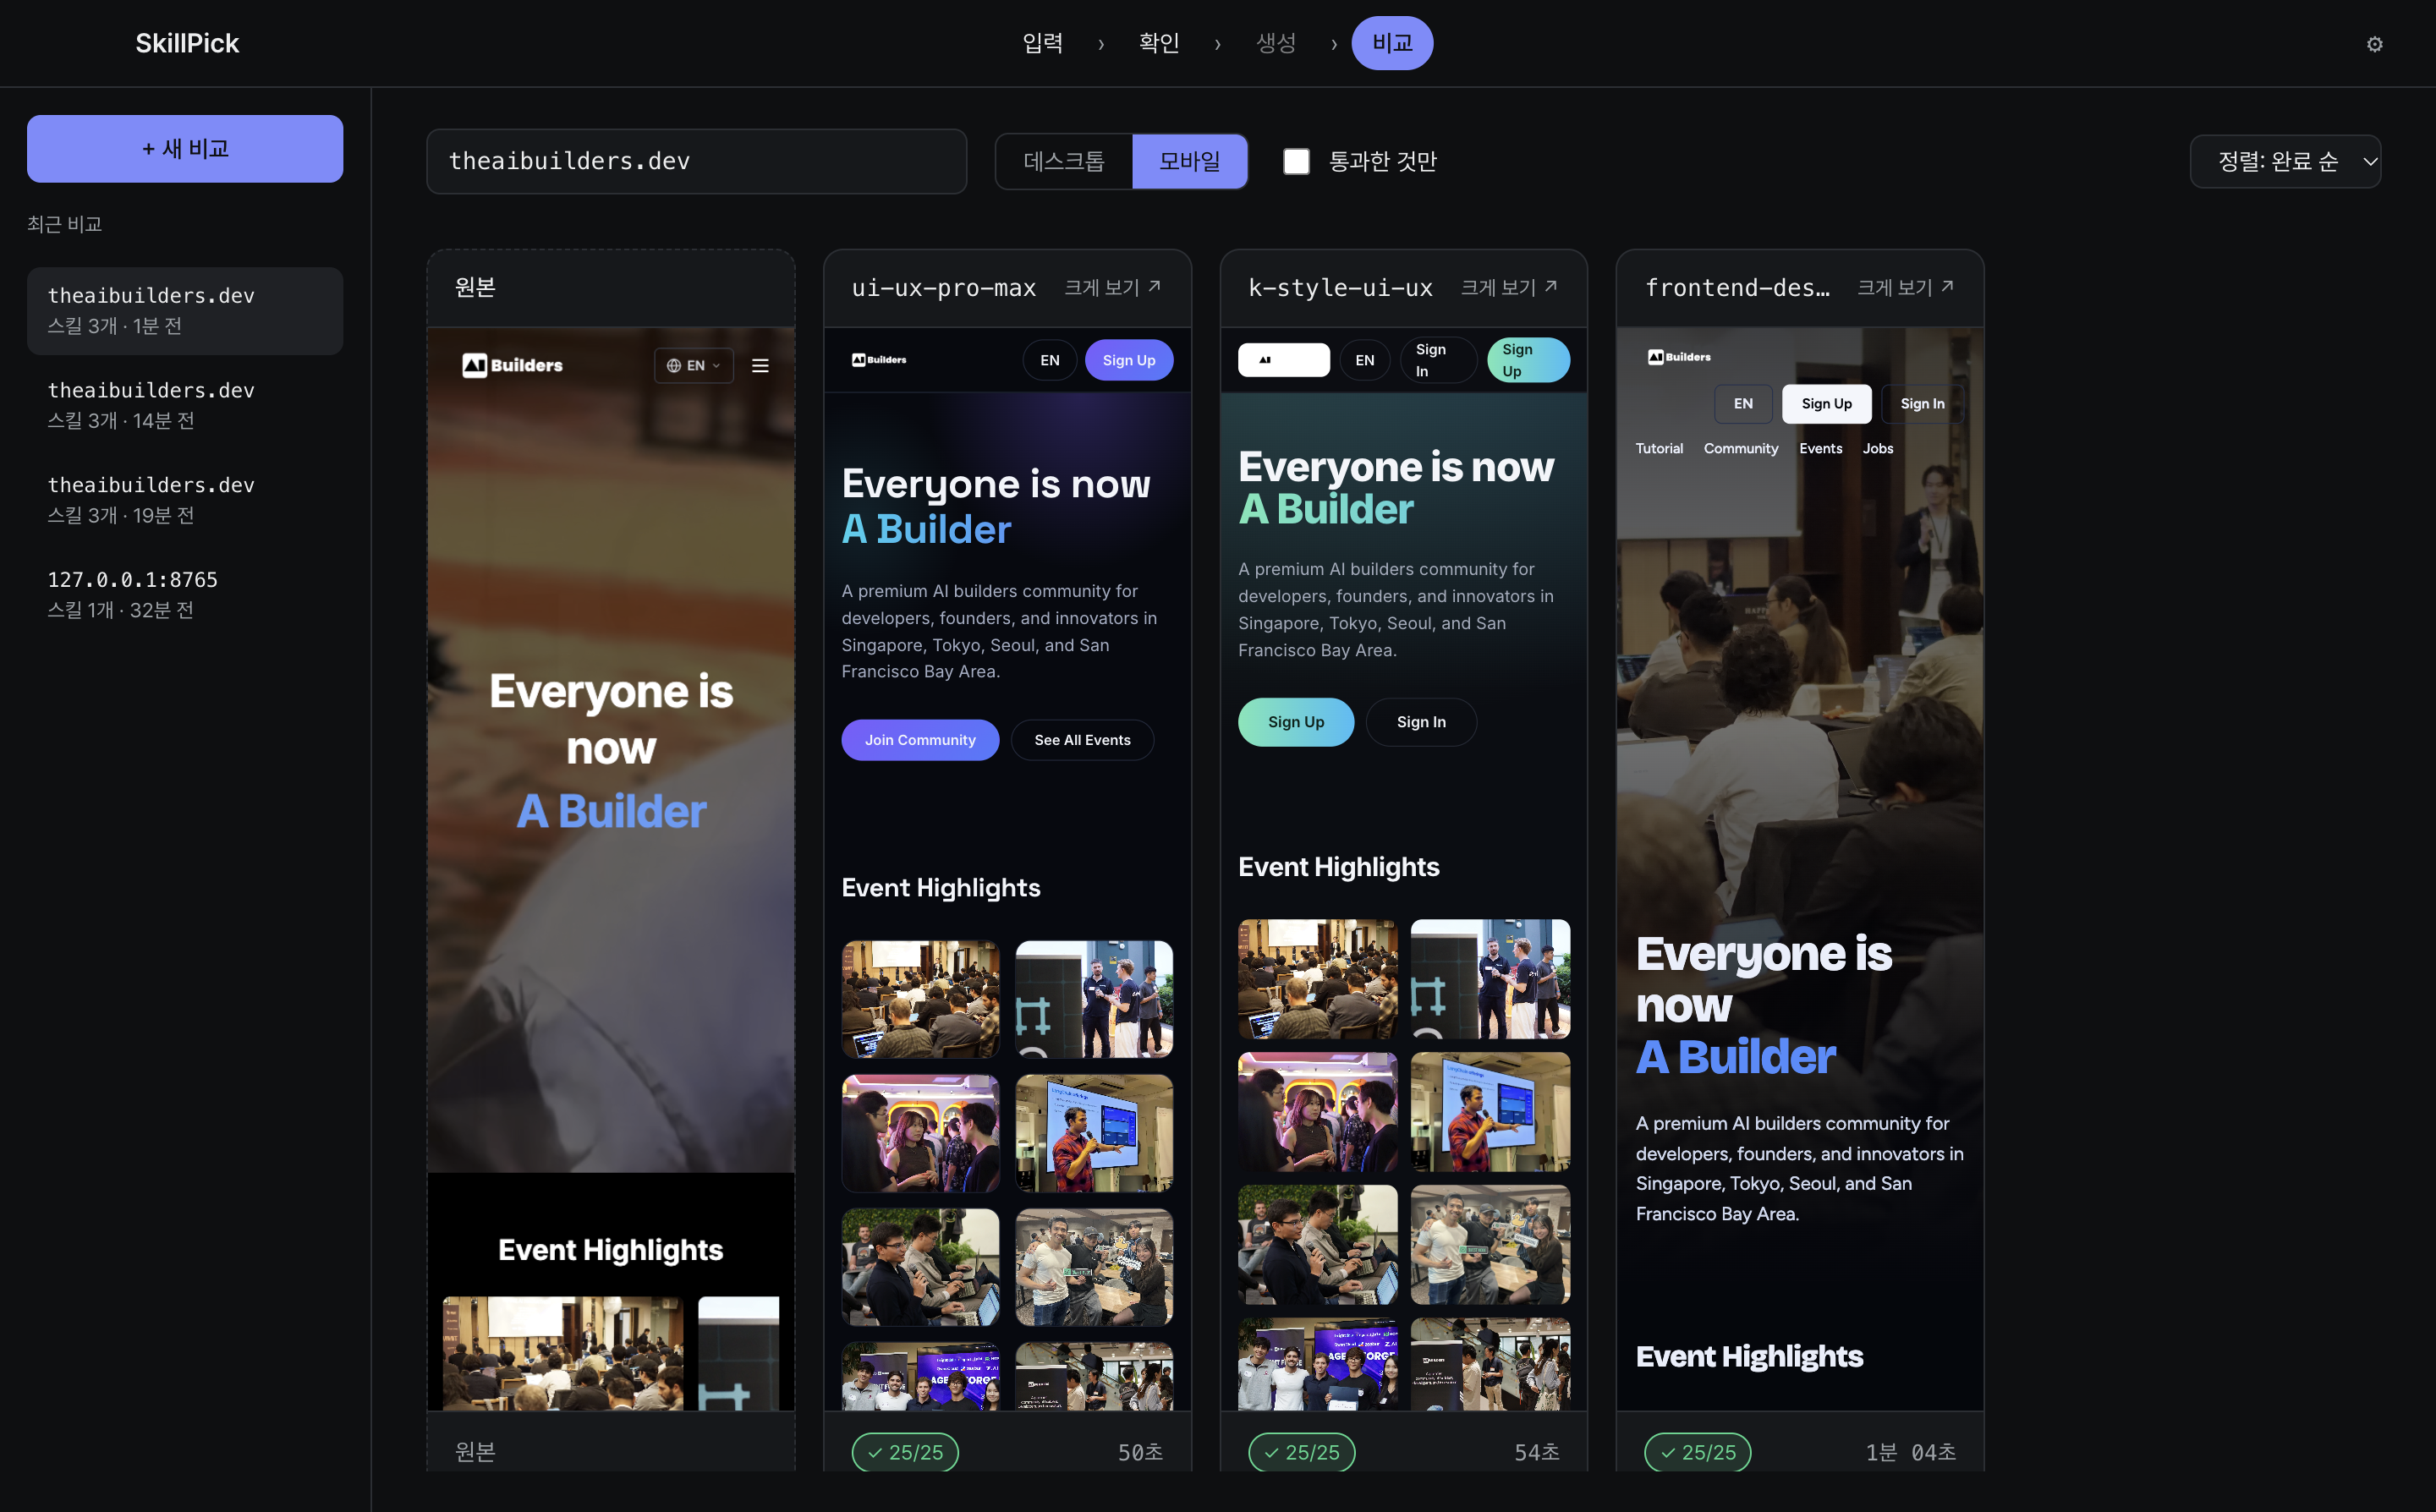 SkillPick
입력 › 확인 › 생성 › 비교
+ 새 비교
최근 비교
theaibuilders.dev
스킬 3개 · 1분 전
theaibuilders.dev
스킬 3개 · 14분 전
theaibuilders.dev
스킬 3개 · 19분 전
127.0.0.1:8765
스킬 1개 · 32분 전
theaibuilders.dev
데스크톱
모바일
통과한 것만
정렬: 완료 순
원본
AI Builders
EN
Everyone is
now
A Builder
Event Highlights
원본
ui-ux-pro-max
크게 보기 ↗
AI Builders
EN
Sign Up
Everyone is now
A Builder
A premium AI builders community for
developers, founders, and innovators in
Singapore, Tokyo, Seoul, and San
Francisco Bay Area.
Join Community
See All Events
Event Highlights
✓ 25/25
50초
k-style-ui-ux
크게 보기 ↗
AI
EN
Sign
In
Sign
Up
Everyone is now
A Builder
A premium AI builders community for
developers, founders, and innovators in
Singapore, Tokyo, Seoul, and San
Francisco Bay Area.
Sign Up
Sign In
Event Highlights
✓ 25/25
54초
frontend-des…
크게 보기 ↗
AI Builders
EN
Sign Up
Sign In
Tutorial Community Events Jobs
Everyone is
now
A Builder
A premium AI builders community for
developers, founders, and innovators in
Singapore, Tokyo, Seoul, and San
Francisco Bay Area.
Event Highlights
✓ 25/25
1분 04초